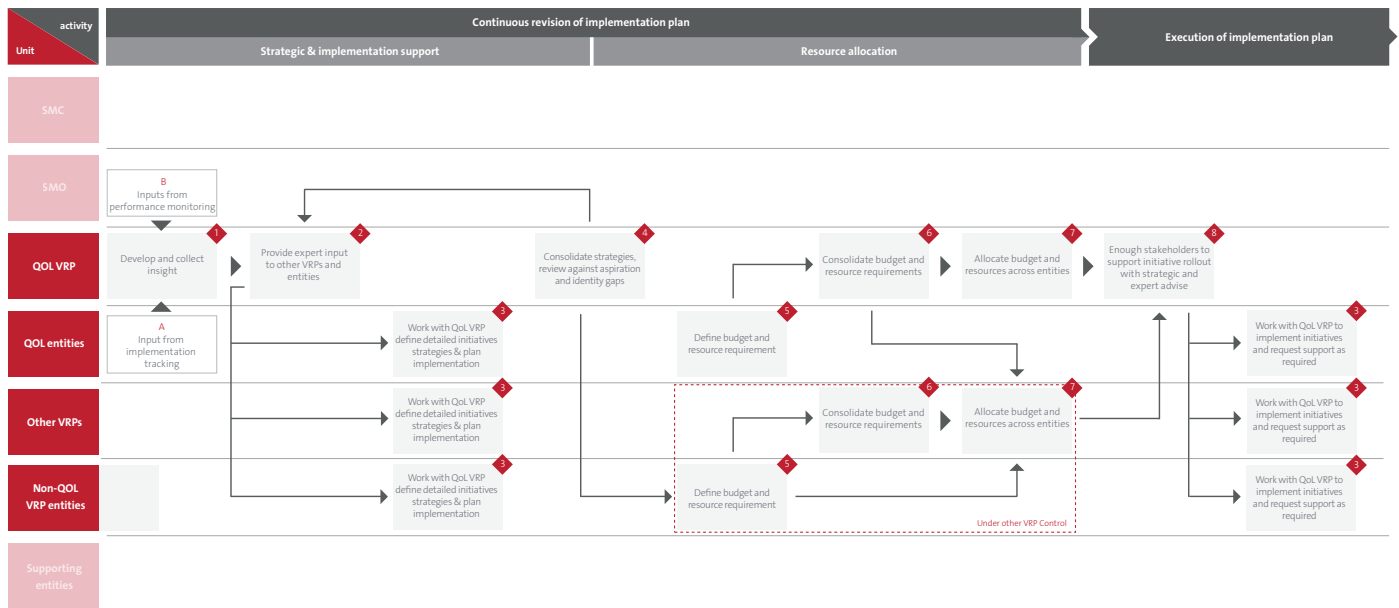 activity
Unit
Continuous revision of implementation plan
Strategic & implementation support
Resource allocation
Execution of implementation plan
SMC
SMO
B
Inputs from
performance monitoring
QOL VRP
1
Develop and collect
insight
2
Provide expert input
to other VRPs and
entities
4
Consolidate strategies,
review against aspiration
and identity gaps
6
Consolidate budget and
resource requirements
7
Allocate budget and
resources across entities
8
Enough stakeholders to
support initiative rollout
with strategic and
expert advise
QOL entities
A
Input from
implementation
tracking
3
Work with QoL VRP
define detailed initiatives
strategies & plan
implementation
5
Define budget and
resource requirement
3
Work with QoL VRP to
implement initiatives
and request support as
required
Other VRPs
3
Work with QoL VRP
define detailed initiatives
strategies & plan
implementation
6
Consolidate budget and
resource requirements
7
Allocate budget and
resources across entities
3
Work with QoL VRP to
implement initiatives
and request support as
required
Non-QOL
VRP entities
3
Work with QoL VRP
define detailed initiatives
strategies & plan
implementation
5
Define budget and
resource requirement
Under other VRP Control
3
Work with QoL VRP to
implement initiatives
and request support as
required
Supporting
entities